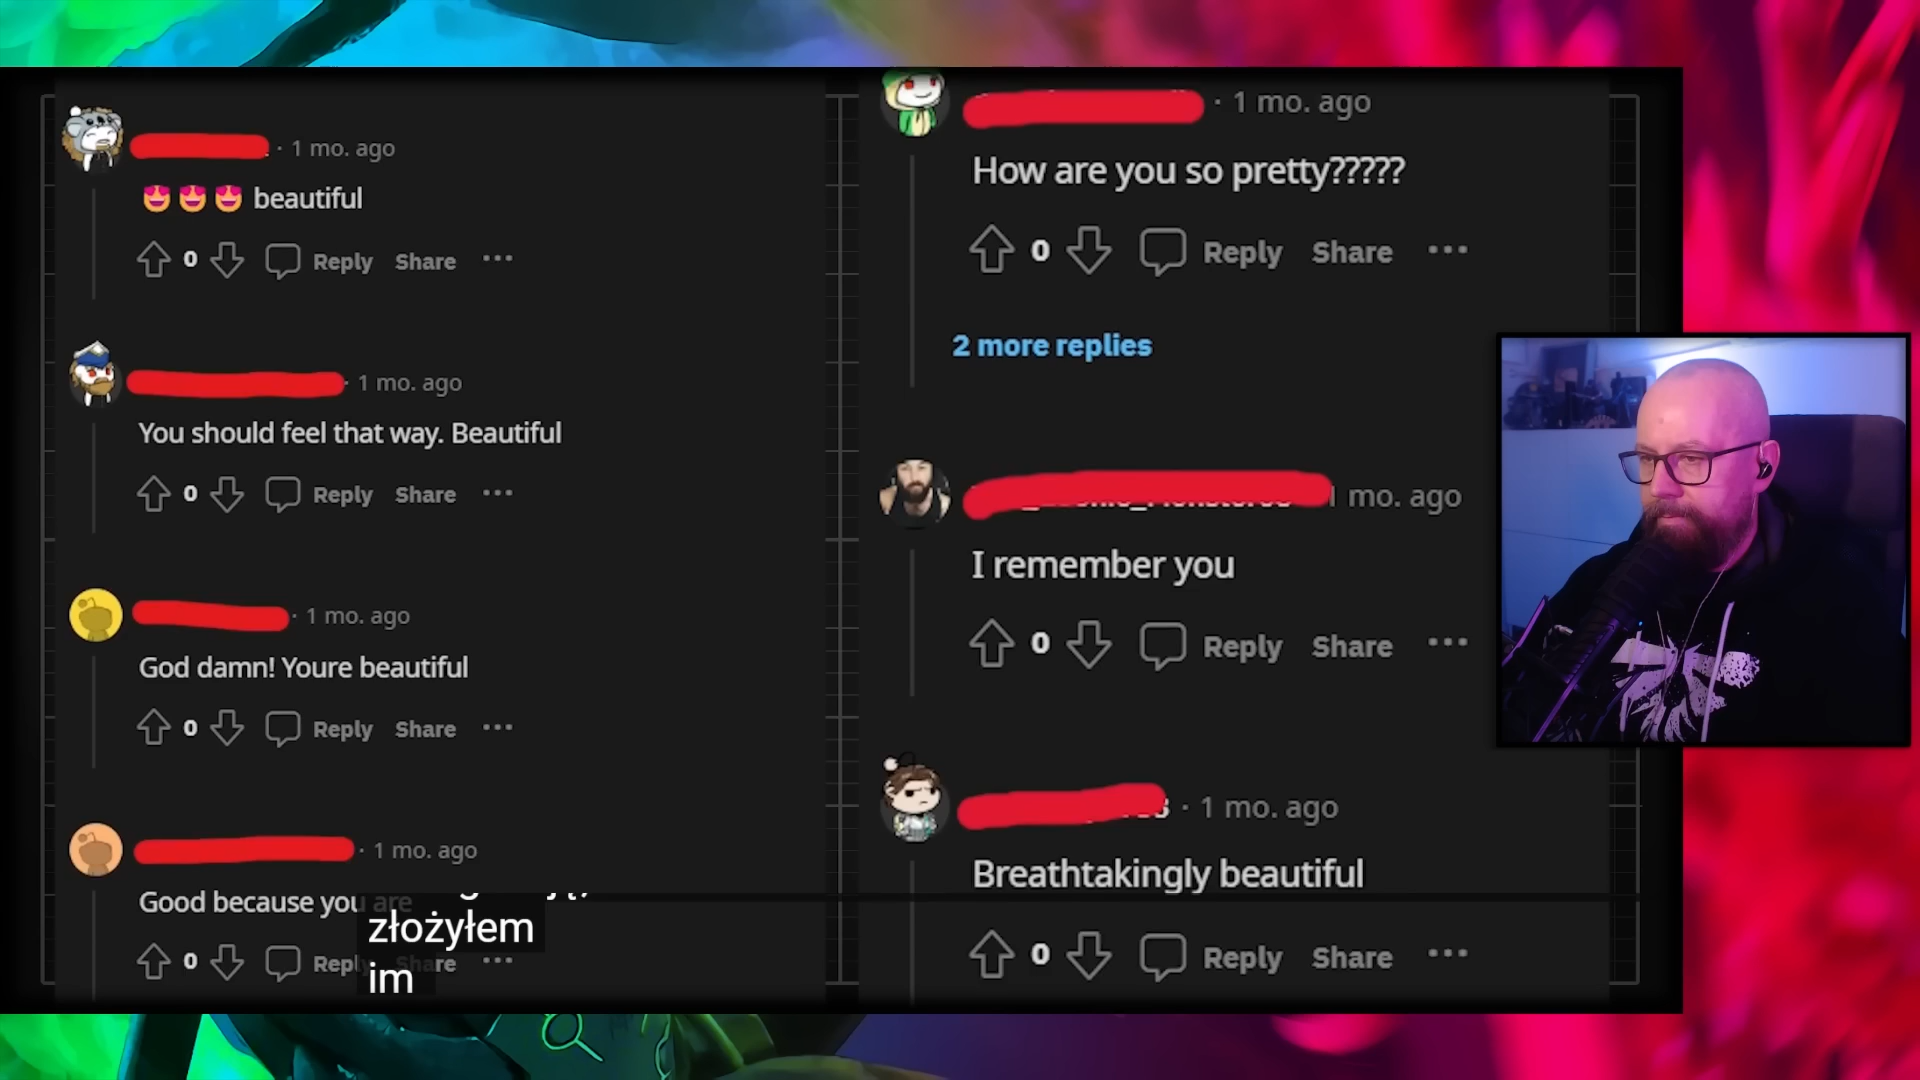 · 1 mo. ago
😍 😍 😍 beautiful
0 Reply Share ...
· 1 mo. ago
You should feel that way. Beautiful
0 Reply Share ...
· 1 mo. ago
God damn! Youre beautiful
0 Reply Share ...
· 1 mo. ago
Good because you are
0 Reply Share ...
· 1 mo. ago
How are you so pretty?????
0 Reply Share ...
2 more replies
1 mo. ago
I remember you
0 Reply Share ...
· 1 mo. ago
Breathtakingly beautiful
0 Reply Share ...
złożyłem
im